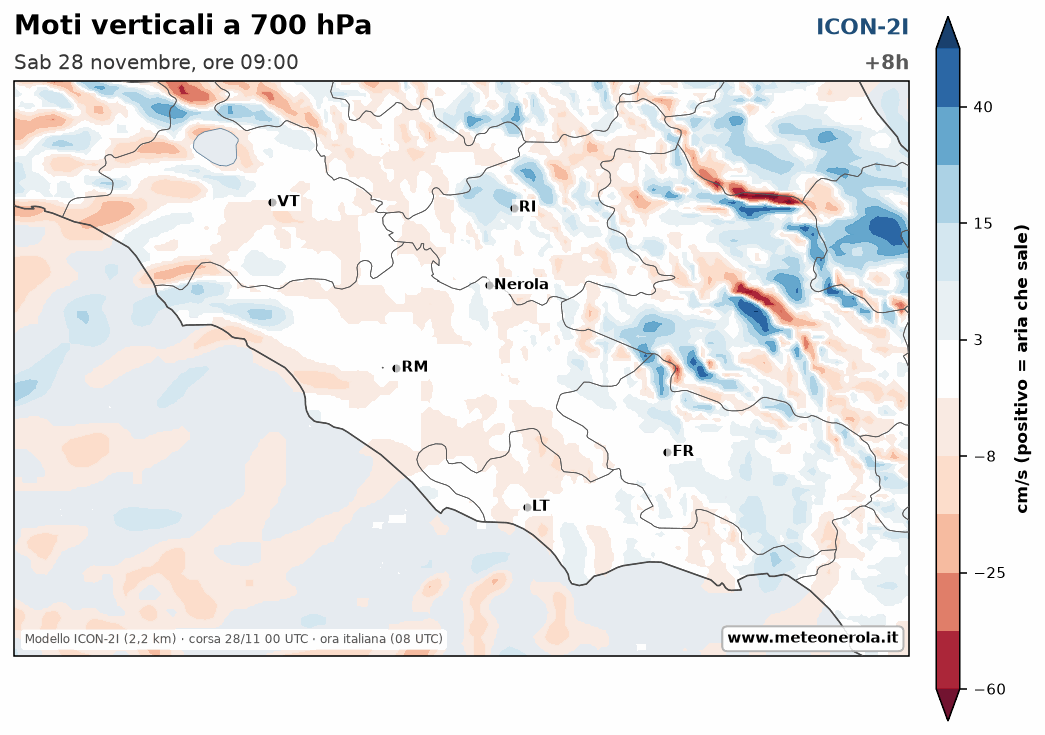 Moti verticali a 700 hPa
ICON-2I
Sab 28 novembre, ore 09:00
+8h
VT
RI
Nerola
RM
FR
LT
40
15
3
−8
−25
−60
cm/s (positivo = aria che sale)
Modello ICON-2I (2,2 km) · corsa 28/11 00 UTC · ora italiana (08 UTC)
www.meteonerola.it